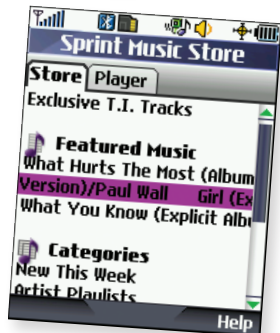 Sprint Music Store
Store Player
Exclusive T.I. Tracks
Featured Music
What Hurts The Most (Album
Version)/Paul Wall Girl (Ex
What You Know (Explicit Albu
Categories
New This Week
Artist Playlists
Help